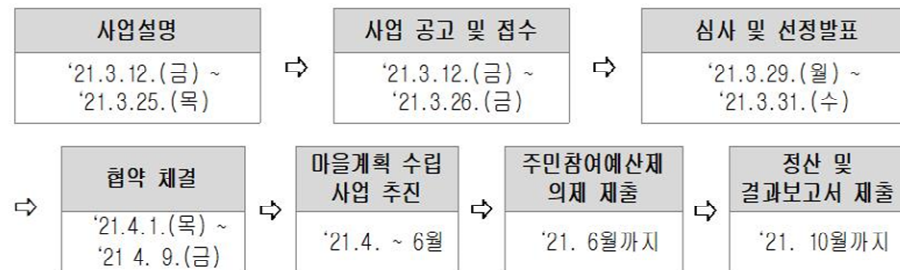 사업설명
'21.3.12.(금) ~
'21.3.25.(목)
사업 공고 및 접수
'21.3.12.(금) ~
'21.3.26.(금)
심사 및 선정발표
'21.3.29.(월) ~
'21.3.31.(수)
협약 체결
'21.4.1.(목) ~
'21 4. 9.(금)
마을계획 수립
사업 추진
'21.4. ~ 6월
주민참여예산제
의제 제출
'21. 6월까지
정산 및
결과보고서 제출
'21. 10월까지